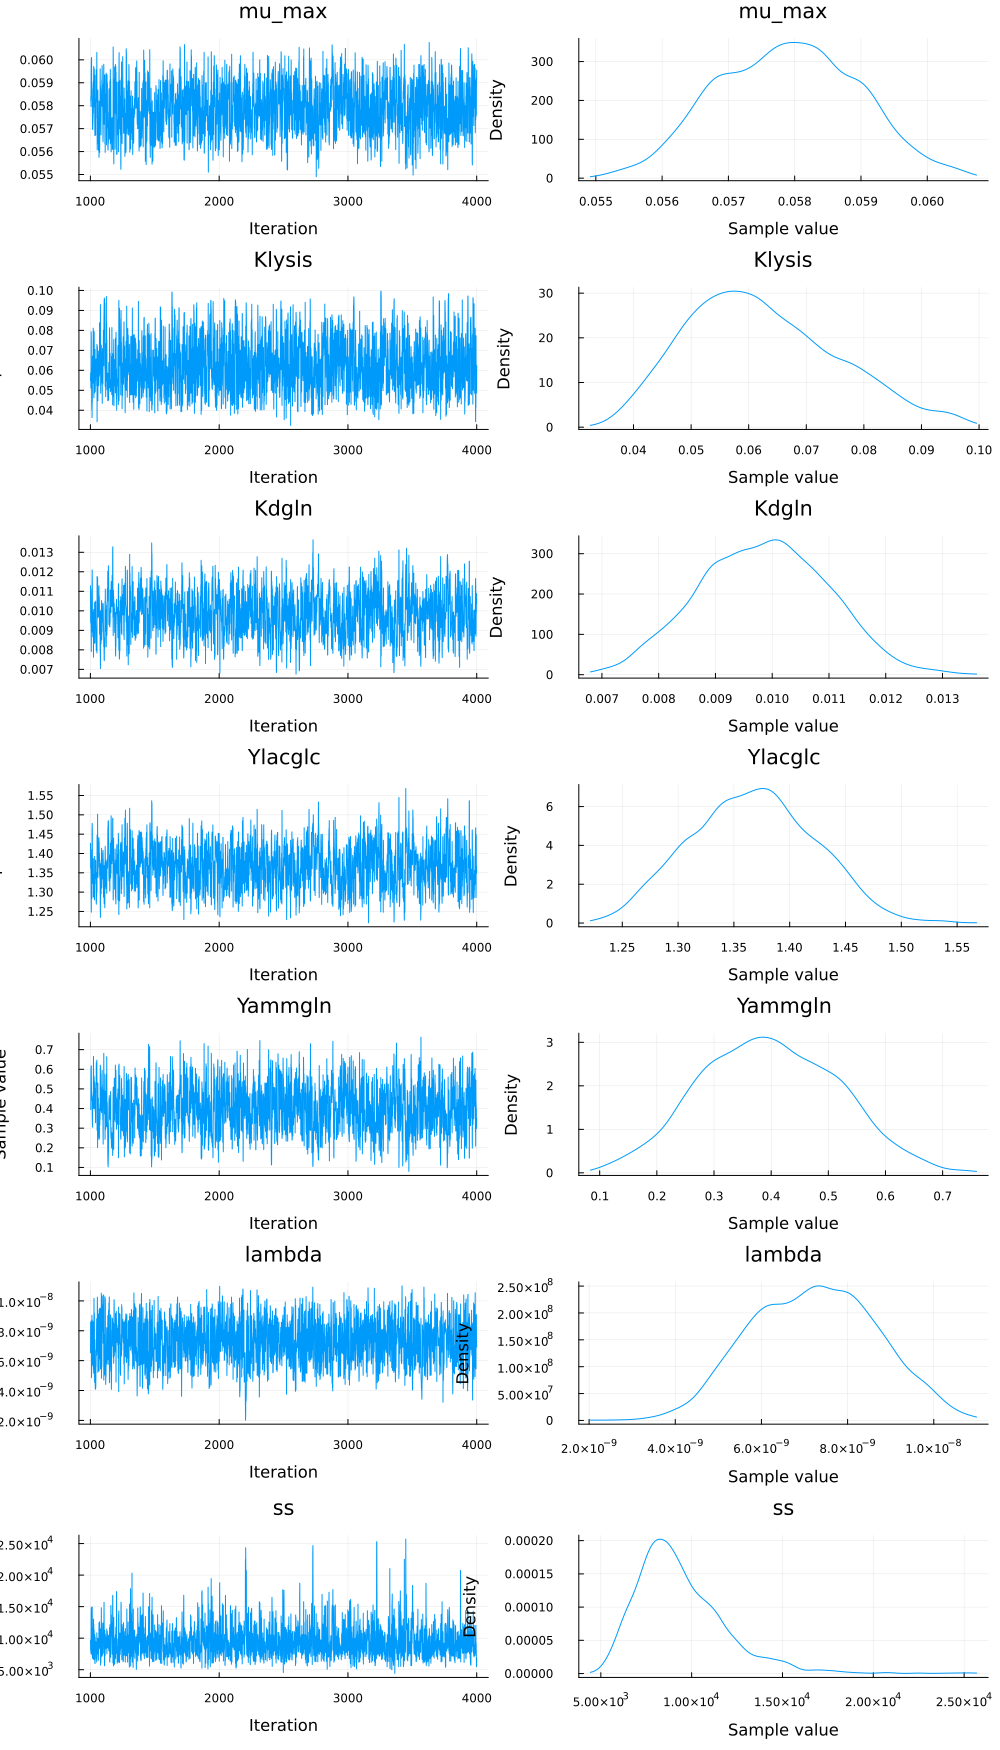 mu_max mu_max
0.060
0.059
0.058
0.057
0.056
0.055
1000 2000 3000 4000
Iteration
Density
300
200
100
0
0.055 0.056 0.057 0.058 0.059 0.060
Sample value
Klysis Klysis
0.10
0.09
0.08
0.07
0.06
0.05
0.04
1000 2000 3000 4000
Iteration
Density
30
20
10
0
0.04 0.05 0.06 0.07 0.08 0.09 0.10
Sample value
Kdgln Kdgln
0.013
0.012
0.011
0.010
0.009
0.008
0.007
1000 2000 3000 4000
Iteration
Density
300
200
100
0
0.007 0.008 0.009 0.010 0.011 0.012 0.013
Sample value
Ylacglc Ylacglc
1.55
1.50
1.45
1.40
1.35
1.30
1.25
1000 2000 3000 4000
Iteration
Density
6
4
2
0
1.25 1.30 1.35 1.40 1.45 1.50 1.55
Sample value
Yammgln Yammgln
Sample value
0.7
0.6
0.5
0.4
0.3
0.2
0.1
1000 2000 3000 4000
Iteration
Density
3
2
1
0
0.1 0.2 0.3 0.4 0.5 0.6 0.7
Sample value
lambda lambda
1.0×10⁻⁸
8.0×10⁻⁹
6.0×10⁻⁹
4.0×10⁻⁹
2.0×10⁻⁹
1000 2000 3000 4000
Iteration
Density
2.50×10⁸
2.00×10⁸
1.50×10⁸
1.00×10⁸
5.00×10⁷
0
2.0×10⁻⁹ 4.0×10⁻⁹ 6.0×10⁻⁹ 8.0×10⁻⁹ 1.0×10⁻⁸
Sample value
ss ss
2.50×10⁴
2.00×10⁴
1.50×10⁴
1.00×10⁴
5.00×10³
1000 2000 3000 4000
Iteration
Density
0.00020
0.00015
0.00010
0.00005
0.00000
5.00×10³ 1.00×10⁴ 1.50×10⁴ 2.00×10⁴ 2.50×10⁴
Sample value